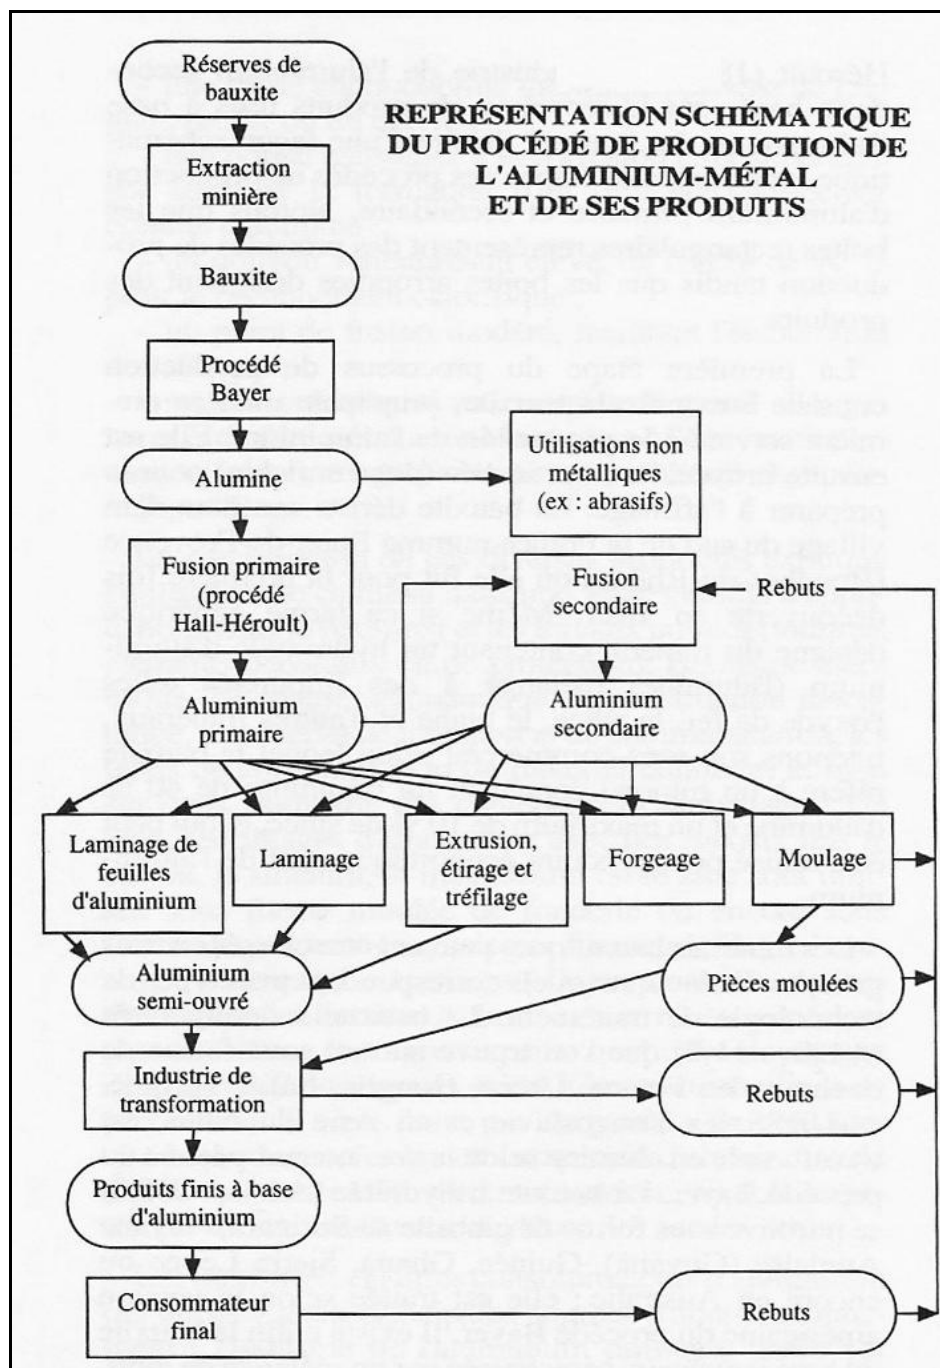 Réserves de
bauxite
REPRÉSENTATION SCHÉMATIQUE
DU PROCÉDÉ DE PRODUCTION DE
L'ALUMINIUM-MÉTAL
ET DE SES PRODUITS
Extraction
minière
Bauxite
Procédé
Bayer
Alumine
Utilisations non
métalliques
(ex : abrasifs)
Fusion primaire
(procédé
Hall-Héroult)
Fusion
secondaire
Rebuts
Aluminium
primaire
Aluminium
secondaire
Laminage de
feuilles
d'aluminium
Laminage
Extrusion,
étirage et
tréfilage
Forgeage
Moulage
Aluminium
semi-ouvré
Pièces moulées
Industrie de
transformation
Rebuts
Produits finis à base
d'aluminium
Consommateur
final
Rebuts